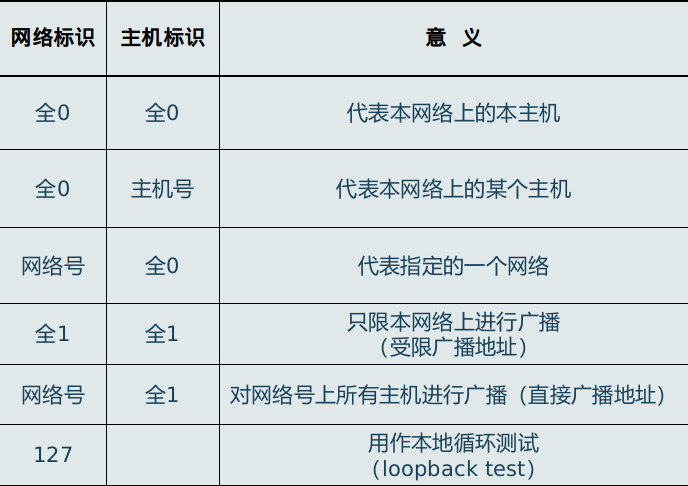 网络标识 主机标识 意 义
全0 全0 代表本网络上的本主机
全0 主机号 代表本网络上的某个主机
网络号 全0 代表指定的一个网络
全1 全1 只限本网络上进行广播
（受限广播地址）
网络号 全1 对网络号上所有主机进行广播（直接广播地址）
127 用作本地循环测试
（loopback test）